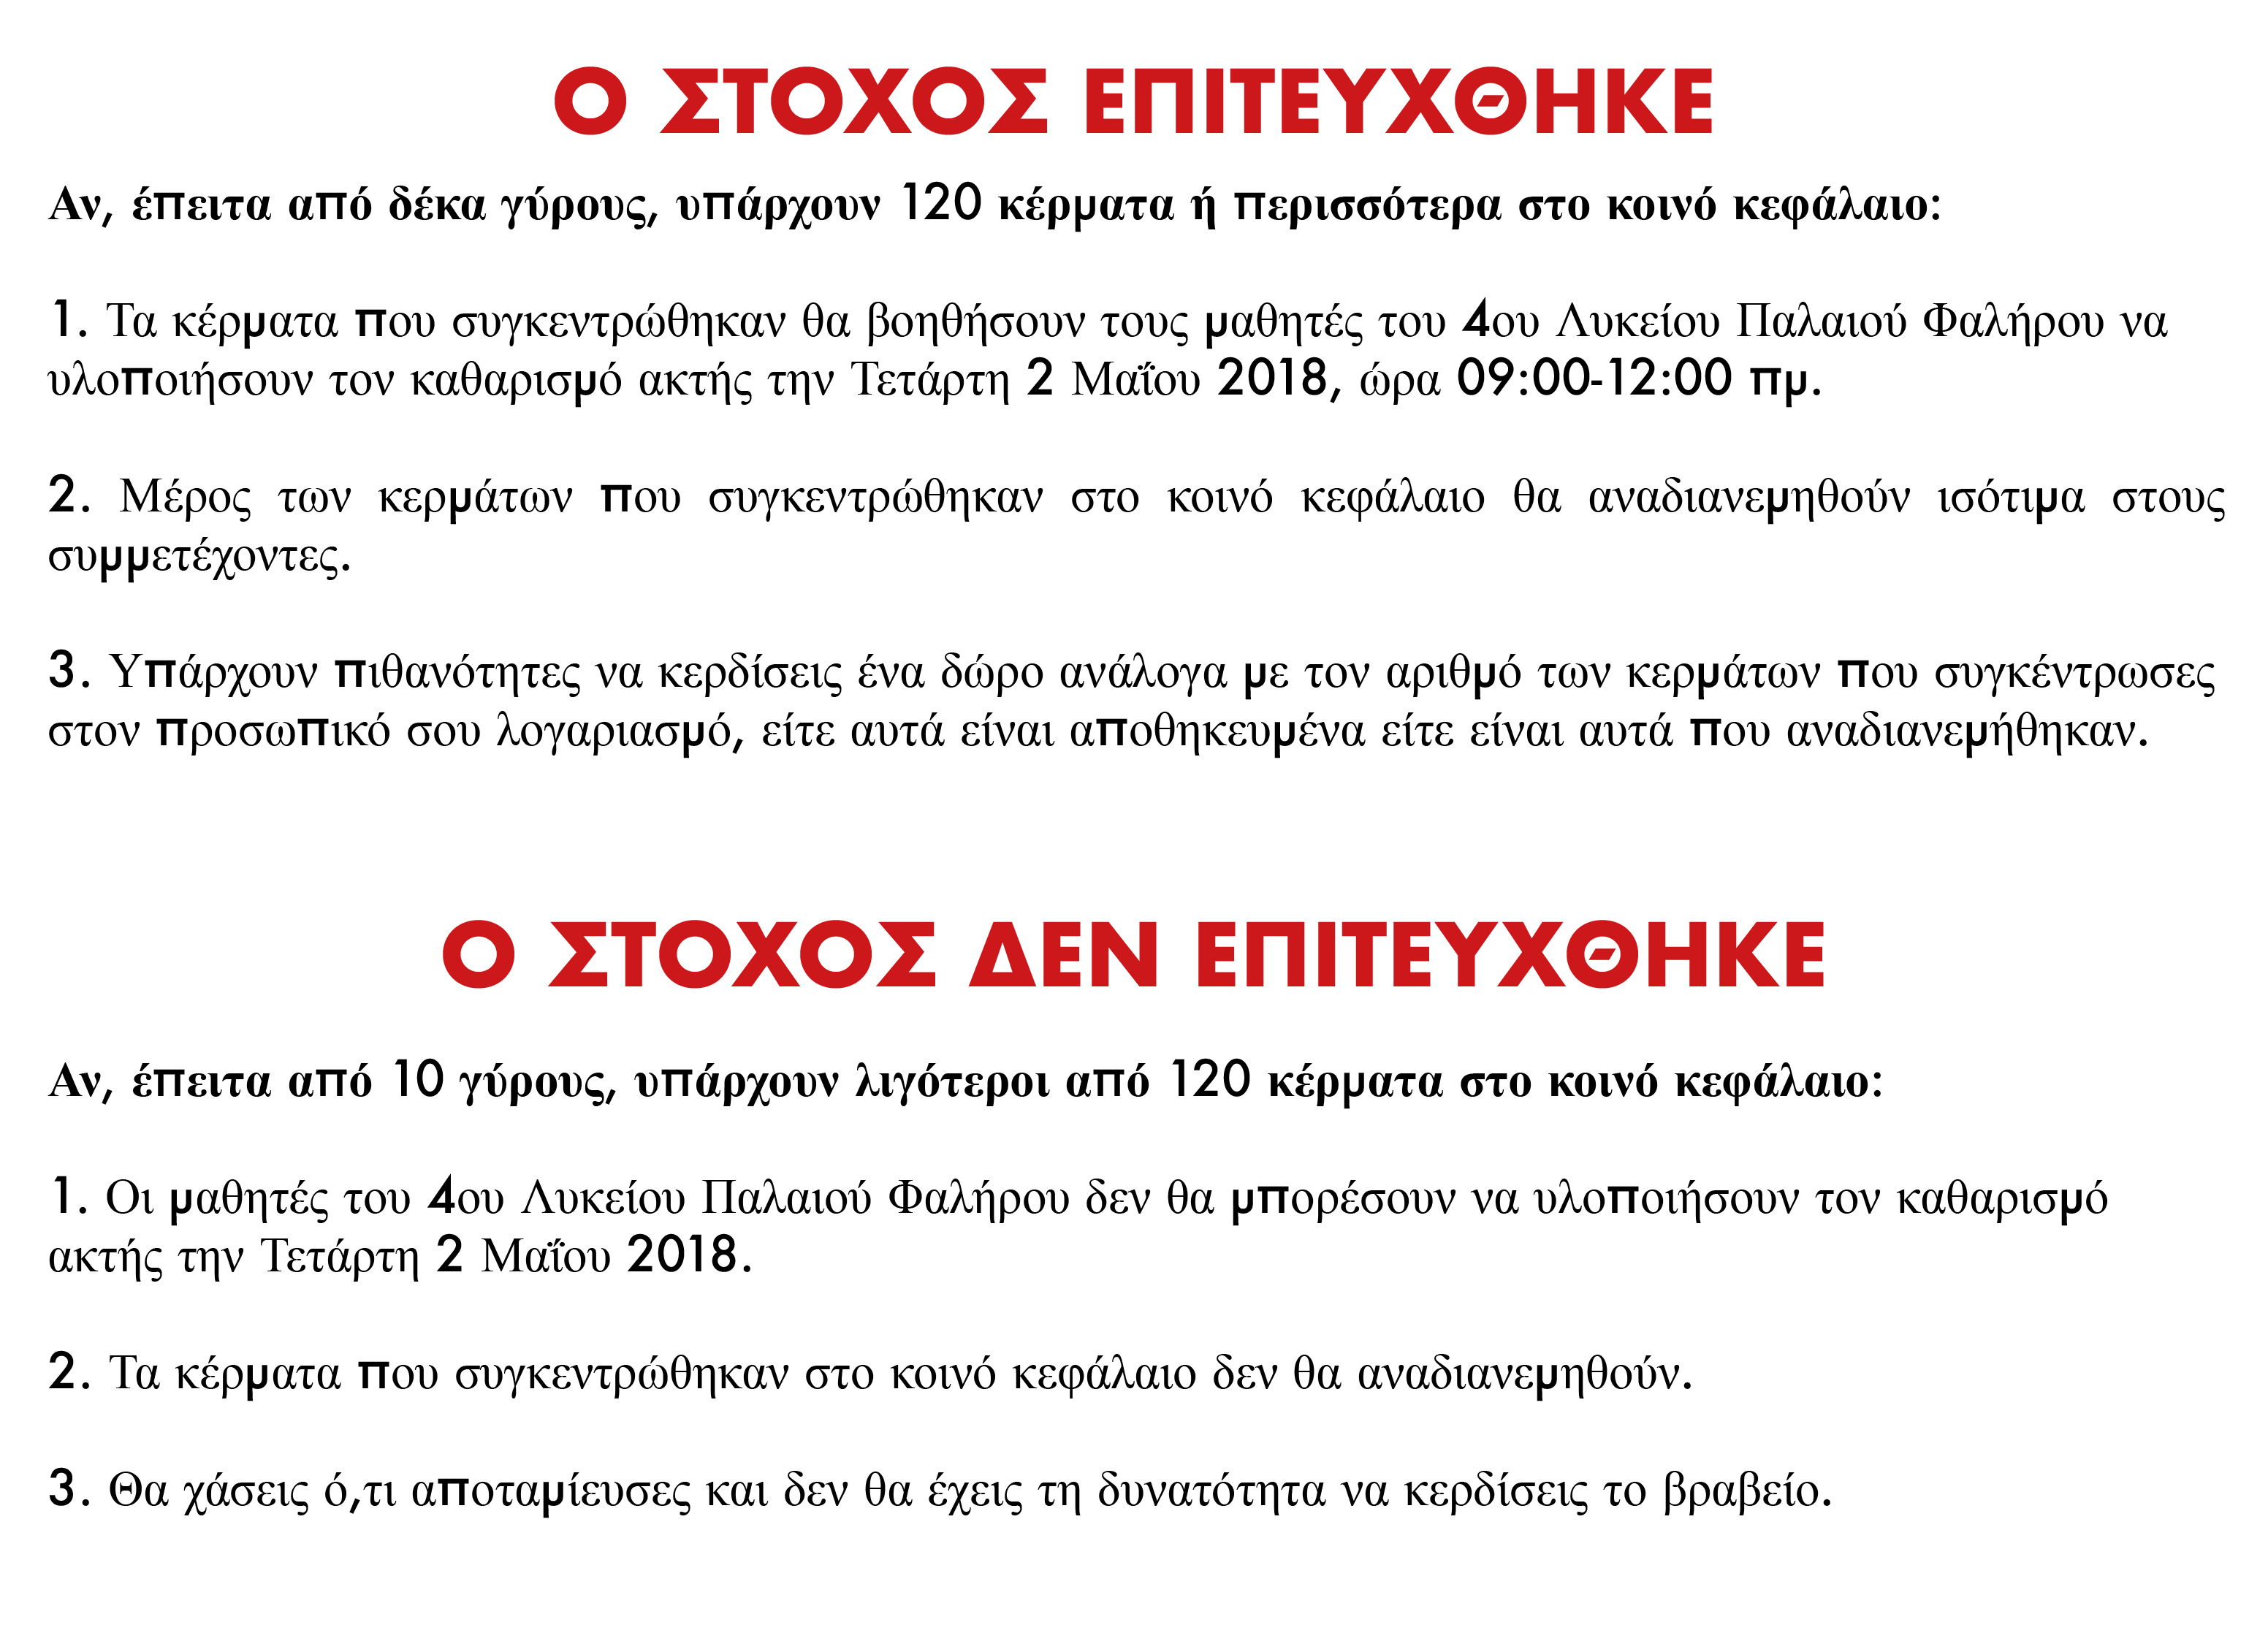 Ο ΣΤΟΧΟΣ ΕΠΙΤΕΥΧΘΗΚΕ
Αν, έπειτα από δέκα γύρους, υπάρχουν 120 κέρματα ή περισσότερα στο κοινό κεφάλαιο:
1. Τα κέρματα που συγκεντρώθηκαν θα βοηθήσουν τους μαθητές του 4ου Λυκείου Παλαιού Φαλήρου να
υλοποιήσουν τον καθαρισμό ακτής την Τετάρτη 2 Μαΐου 2018, ώρα 09:00-12:00 πμ.
2. Μέρος των κερμάτων που συγκεντρώθηκαν στο κοινό κεφάλαιο θα αναδιανεμηθούν ισότιμα στους
συμμετέχοντες.
3. Υπάρχουν πιθανότητες να κερδίσεις ένα δώρο ανάλογα με τον αριθμό των κερμάτων που συγκέντρωσες
στον προσωπικό σου λογαριασμό, είτε αυτά είναι αποθηκευμένα είτε είναι αυτά που αναδιανεμήθηκαν.
Ο ΣΤΟΧΟΣ ΔΕΝ ΕΠΙΤΕΥΧΘΗΚΕ
Αν, έπειτα από 10 γύρους, υπάρχουν λιγότεροι από 120 κέρματα στο κοινό κεφάλαιο:
1. Οι μαθητές του 4ου Λυκείου Παλαιού Φαλήρου δεν θα μπορέσουν να υλοποιήσουν τον καθαρισμό
ακτής την Τετάρτη 2 Μαΐου 2018.
2. Τα κέρματα που συγκεντρώθηκαν στο κοινό κεφάλαιο δεν θα αναδιανεμηθούν.
3. Θα χάσεις ό,τι αποταμίευσες και δεν θα έχεις τη δυνατότητα να κερδίσεις το βραβείο.